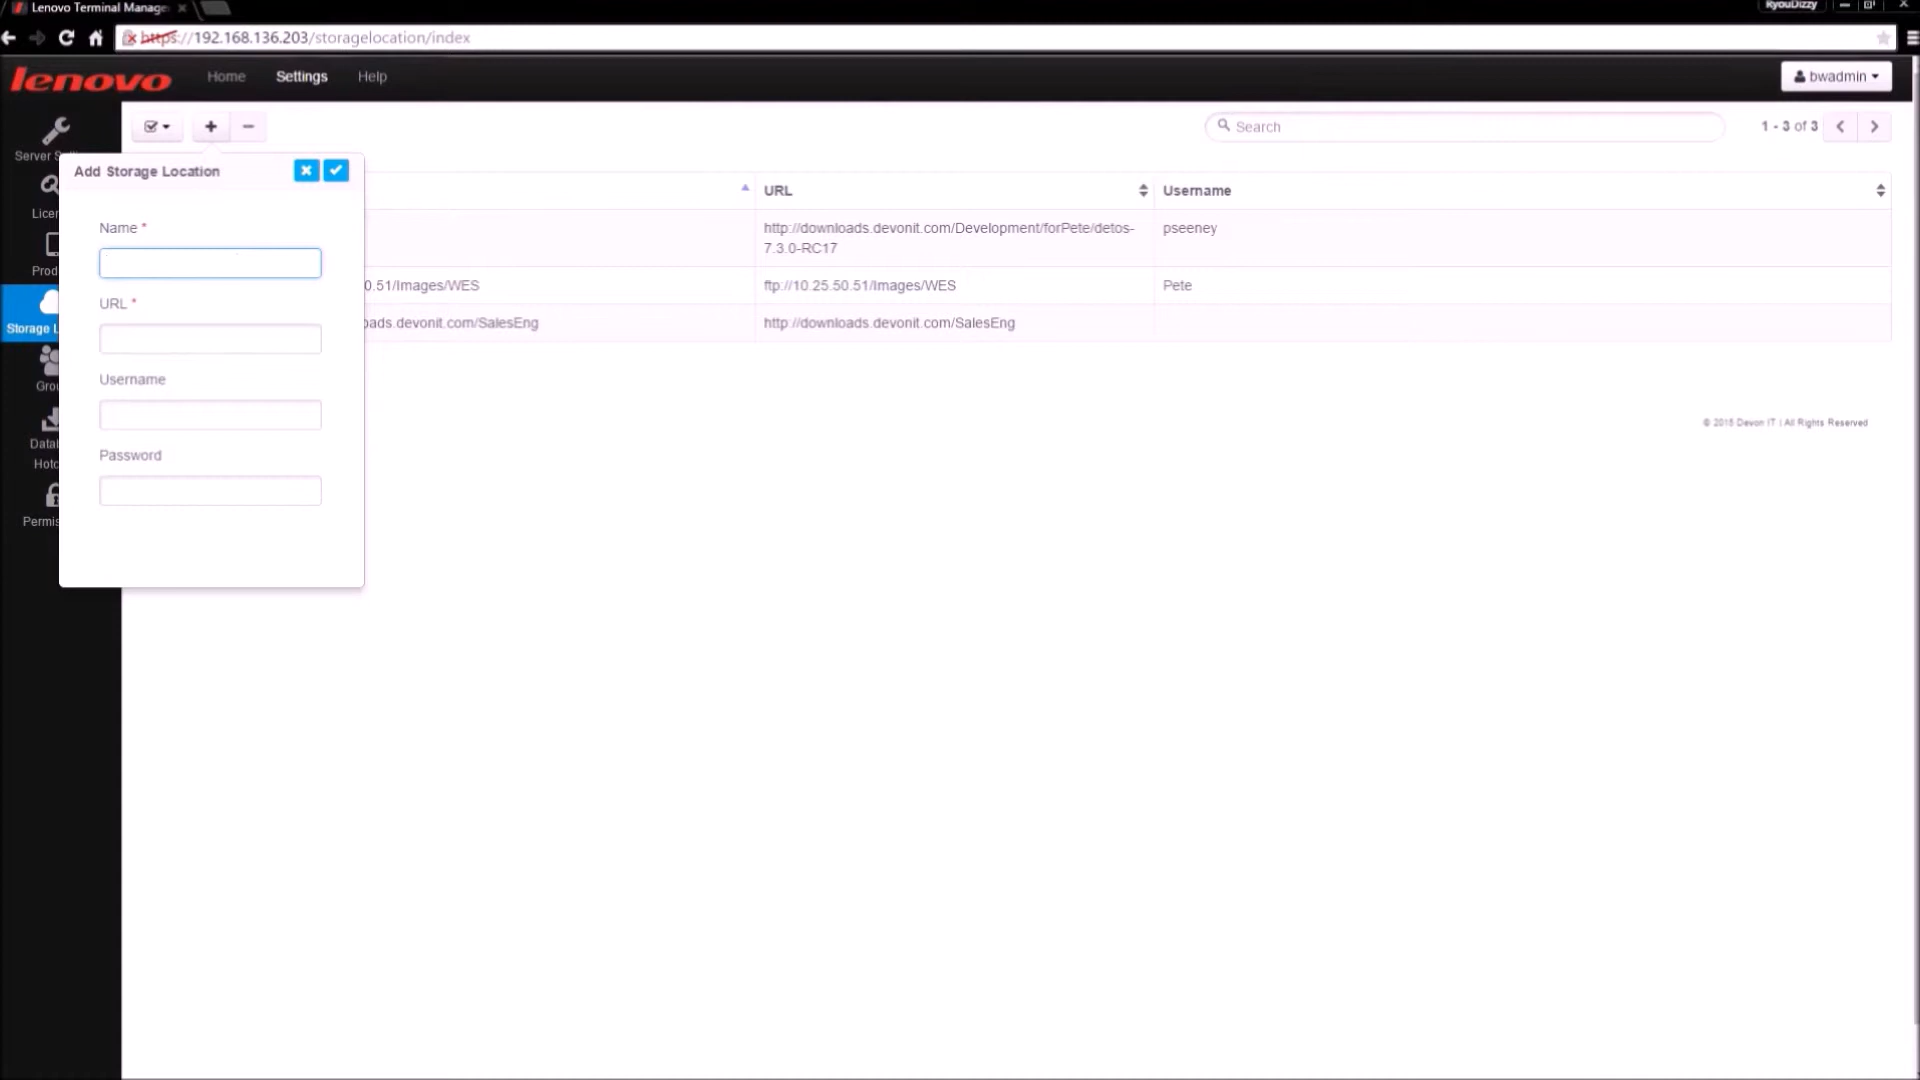 Lenovo Terminal Manage
RyouDizzy
https://192.168.136.203/storagelocation/index
lenovo
Home
Settings
Help
bwadmin
Search
1 - 3 of 3
Server S
Licen
Prod
Storage L
Grou
Datab
Hotc
Permis
Add Storage Location
Name *
URL *
Username
Password
URL
Username
http://downloads.devonit.com/Development/forPete/detos-
7.3.0-RC17
pseeney
0.51/Images/WES
ftp://10.25.50.51/Images/WES
Pete
oads.devonit.com/SalesEng
http://downloads.devonit.com/SalesEng
© 2015 Devon IT | All Rights Reserved